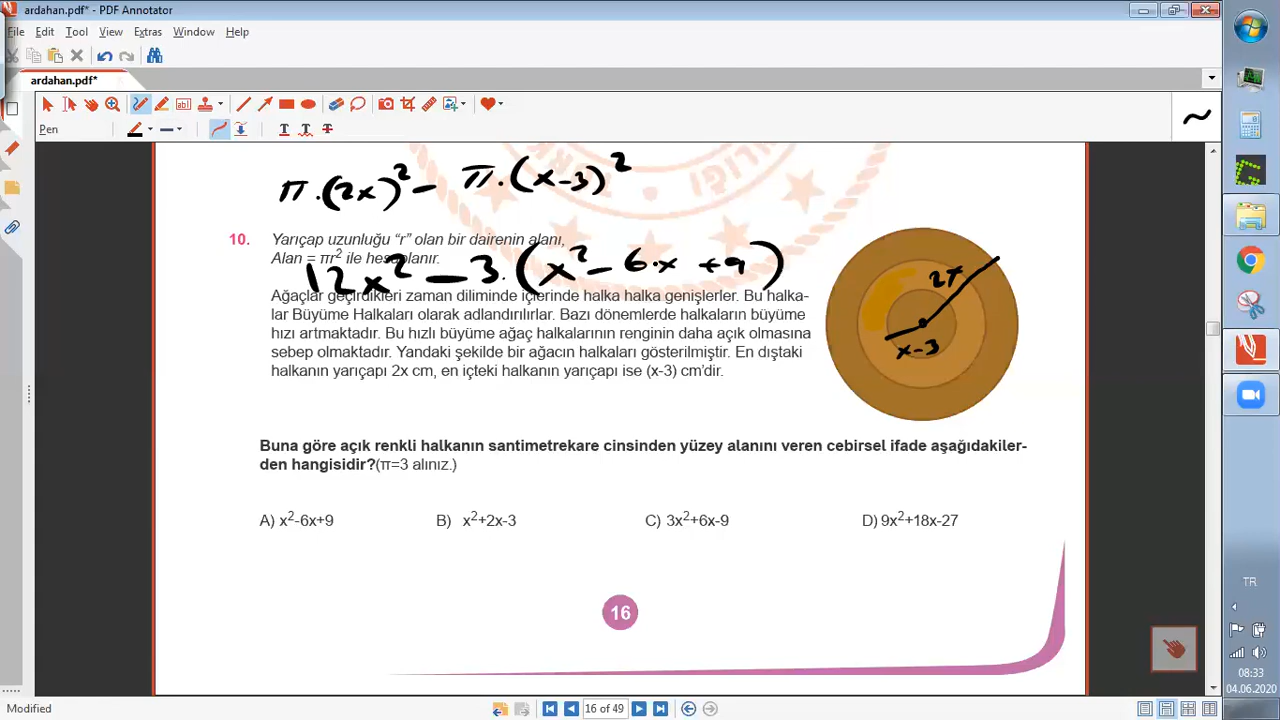 ardahan.pdf* - PDF Annotator
File Edit Tool View Extras Window Help
ardahan.pdf*
Pen
π.(2x)² - π.(x-3)²
10. Yarıçap uzunluğu “r” olan bir dairenin alanı,
Alan = πr² ile hesaplanır.
12x² - 3.(x² - 6.x + 9)
Ağaçlar geçirdikleri zaman diliminde içlerinde halka halka genişlerler. Bu halka-
lar Büyüme Halkaları olarak adlandırılırlar. Bazı dönemlerde halkaların büyüme
hızı artmaktadır. Bu hızlı büyüme ağaç halkalarının renginin daha açık olmasına
sebep olmaktadır. Yandaki şekilde bir ağacın halkaları gösterilmiştir. En dıştaki
halkanın yarıçapı 2x cm, en içteki halkanın yarıçapı ise (x-3) cm’dir.
2x
x-3
Buna göre açık renkli halkanın santimetrekare cinsinden yüzey alanını veren cebirsel ifade aşağıdakiler-
den hangisidir?(π=3 alınız.)
A) x²-6x+9 B) x²+2x-3 C) 3x²+6x-9 D) 9x²+18x-27
16
TR
08:33
04.06.2020
Modified
16 of 49